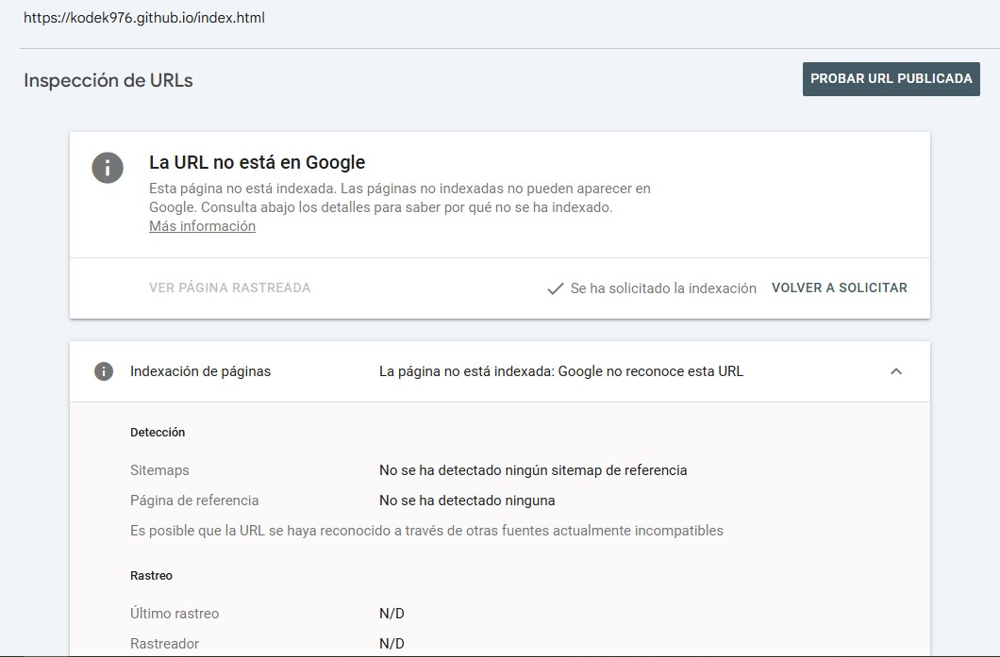 https://kodek976.github.io/index.html
Inspección de URLs
PROBAR URL PUBLICADA
La URL no está en Google
Esta página no está indexada. Las páginas no indexadas no pueden aparecer en
Google. Consulta abajo los detalles para saber por qué no se ha indexado.
Más información
VER PÁGINA RASTREADA
Se ha solicitado la indexación
VOLVER A SOLICITAR
Indexación de páginas
La página no está indexada: Google no reconoce esta URL
Detección
Sitemaps
No se ha detectado ningún sitemap de referencia
Página de referencia
No se ha detectado ninguna
Es posible que la URL se haya reconocido a través de otras fuentes actualmente incompatibles
Rastreo
Último rastreo
N/D
Rastreador
N/D